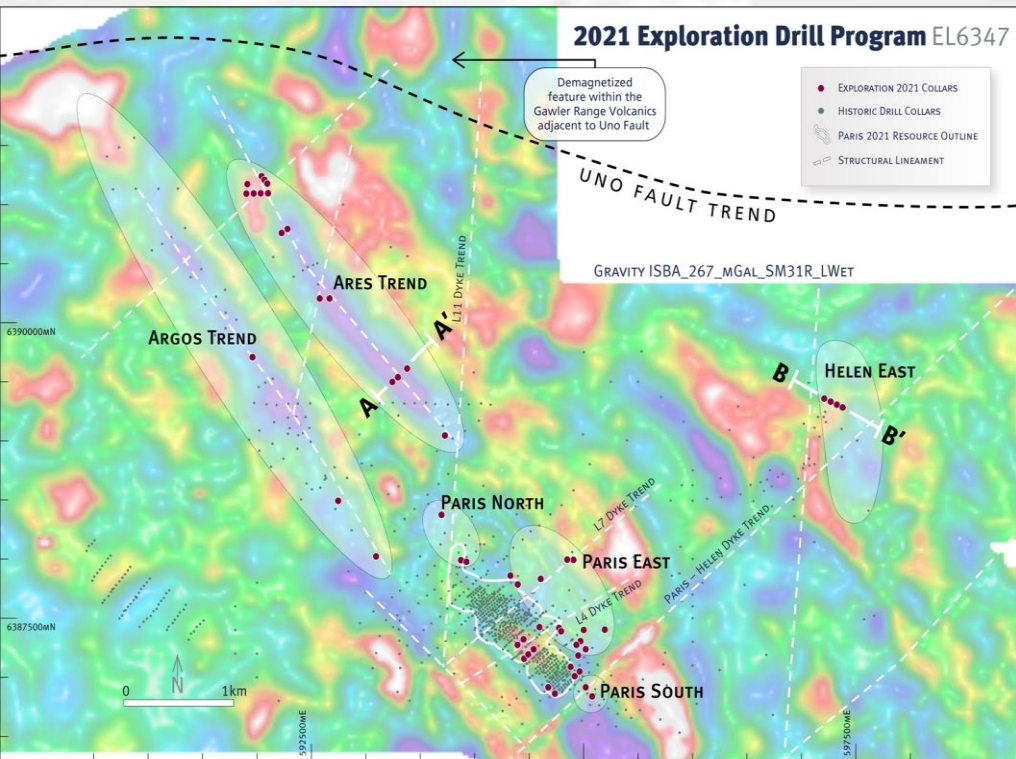 2021 Exploration Drill Program EL6347
Demagnetized
feature within the
Gawler Range Volcanics
adjacent to Uno Fault
Exploration 2021 Collars
Historic Drill Collars
Paris 2021 Resource Outline
Structural Lineament
UNO FAULT TREND
Gravity ISBA_267_mGal_SM31R_LWet
L11 Dyke Trend
Ares Trend
A'
6390000mN
Argos Trend
A
B
Helen East
B'
Paris North
L7 Dyke Trend
Paris East
Paris – Helen Dyke Trend
L4 Dyke Trend
6387500mN
N
0 1km
Paris South
592500mE
597500mE